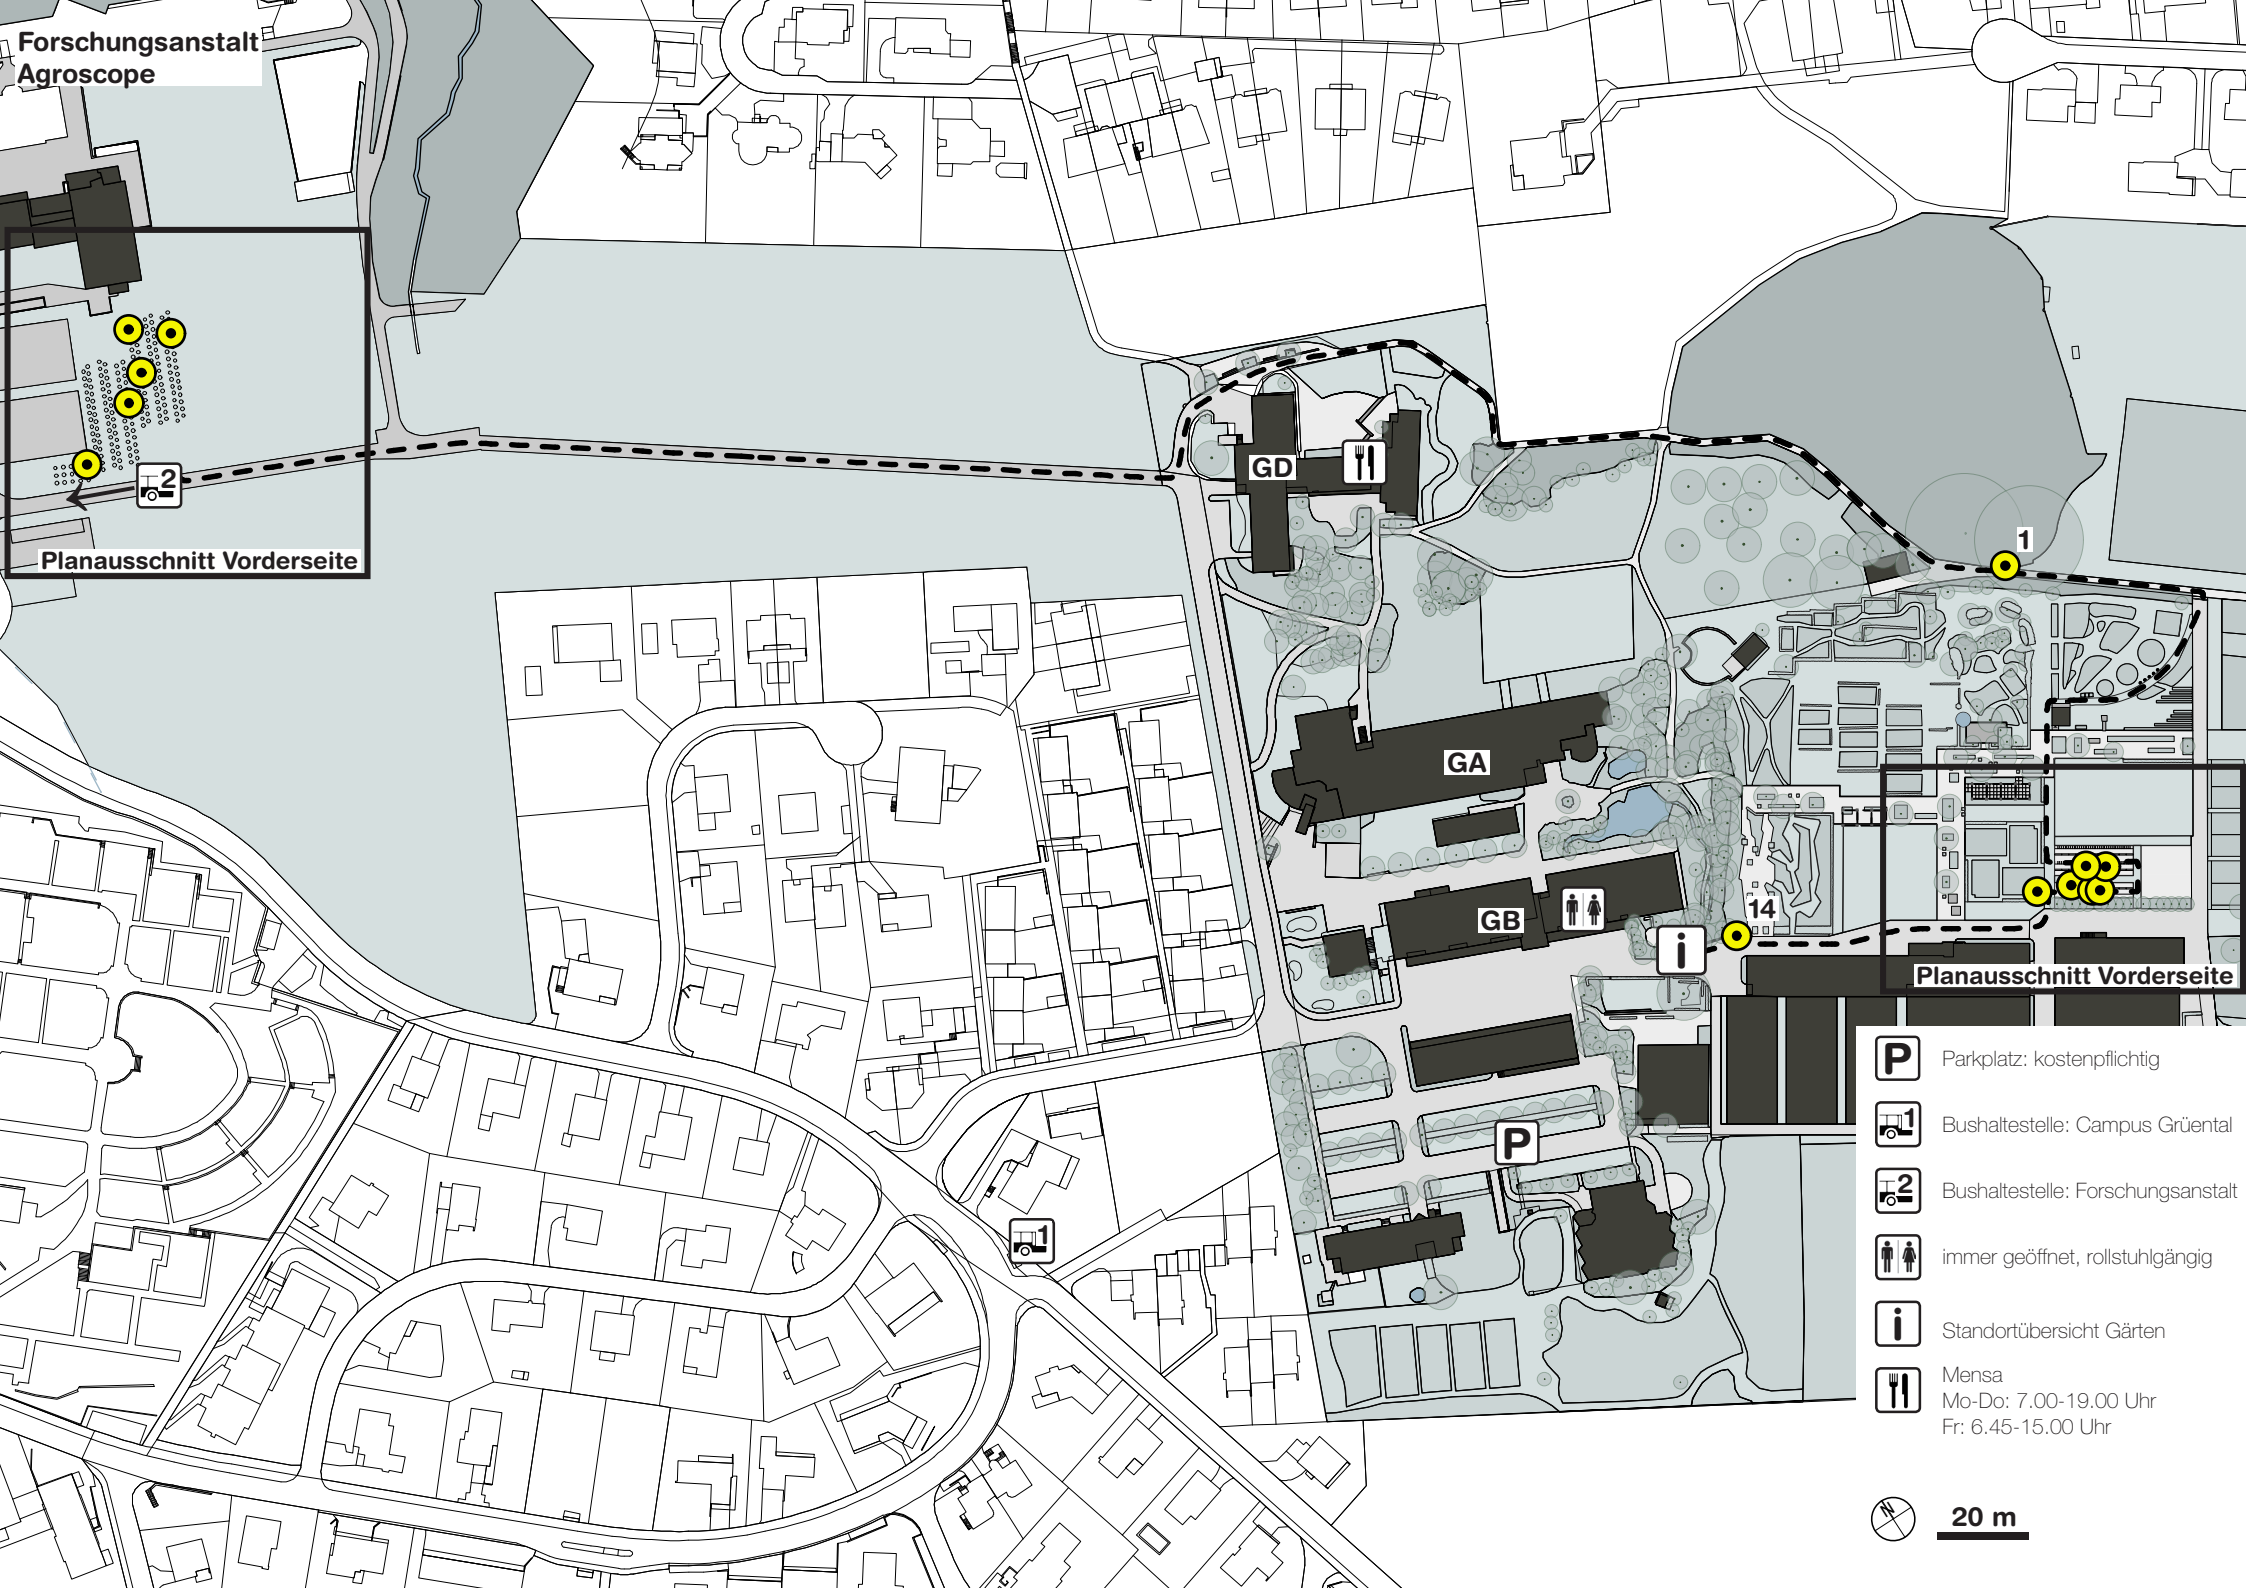 Forschungsanstalt
Agroscope
2
Planausschnitt Vorderseite
GD
1
GA
GB
14
Planausschnitt Vorderseite
P
1
P Parkplatz: kostenpflichtig
1 Bushaltestelle: Campus Grüental
2 Bushaltestelle: Forschungsanstalt
immer geöffnet, rollstuhlgängig
i Standortübersicht Gärten
Mensa
Mo-Do: 7.00-19.00 Uhr
Fr: 6.45-15.00 Uhr
N
20 m
i